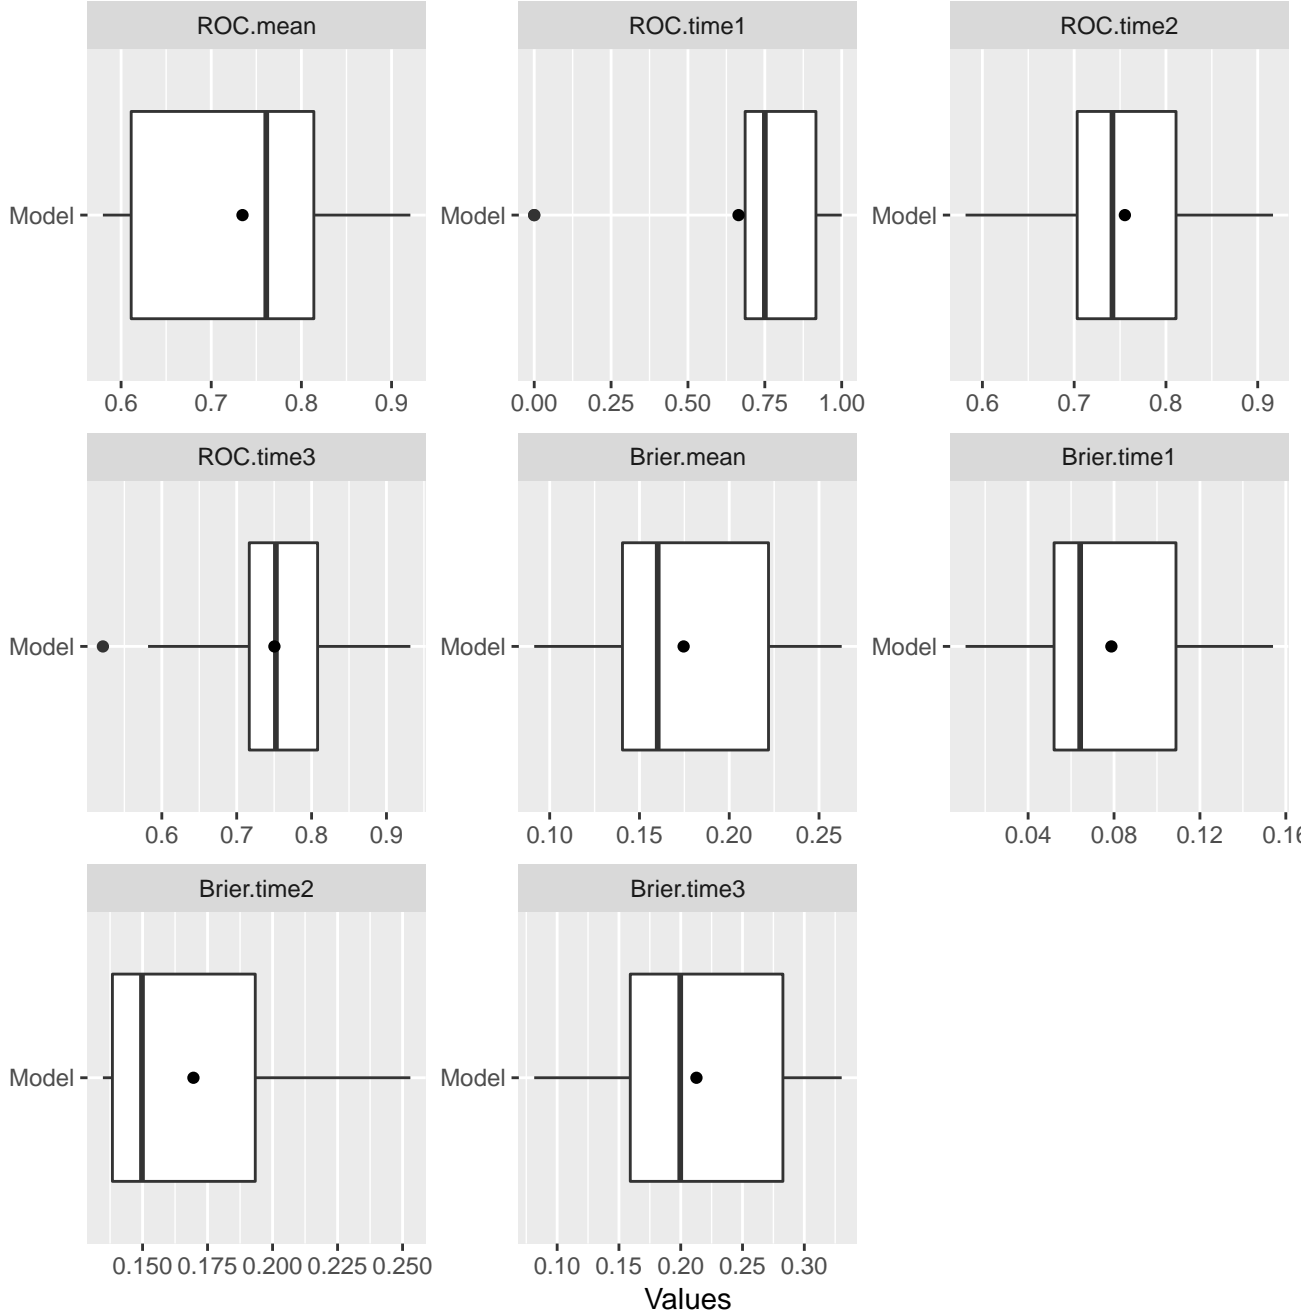 ROC.mean
ROC.time1
ROC.time2
Model
Model
Model
0.6 0.7 0.8 0.9
0.00 0.25 0.50 0.75 1.00
0.6 0.7 0.8 0.9
ROC.time3
Brier.mean
Brier.time1
Model
Model
Model
0.6 0.7 0.8 0.9
0.10 0.15 0.20 0.25
0.04 0.08 0.12 0.16
Brier.time2
Brier.time3
Model
Model
0.150 0.175 0.200 0.225 0.250
0.10 0.15 0.20 0.25 0.30
Values